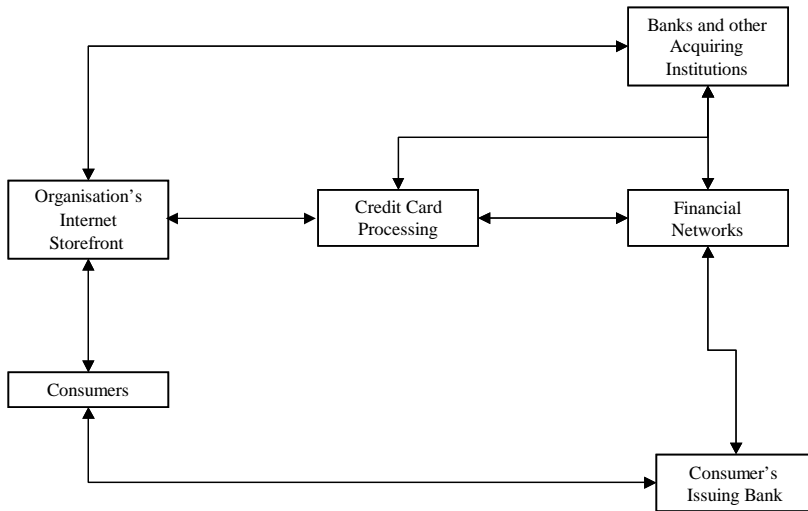 Banks and other
Acquiring
Institutions
Organisation's
Internet
Storefront
Credit Card
Processing
Financial
Networks
Consumers
Consumer's
Issuing Bank